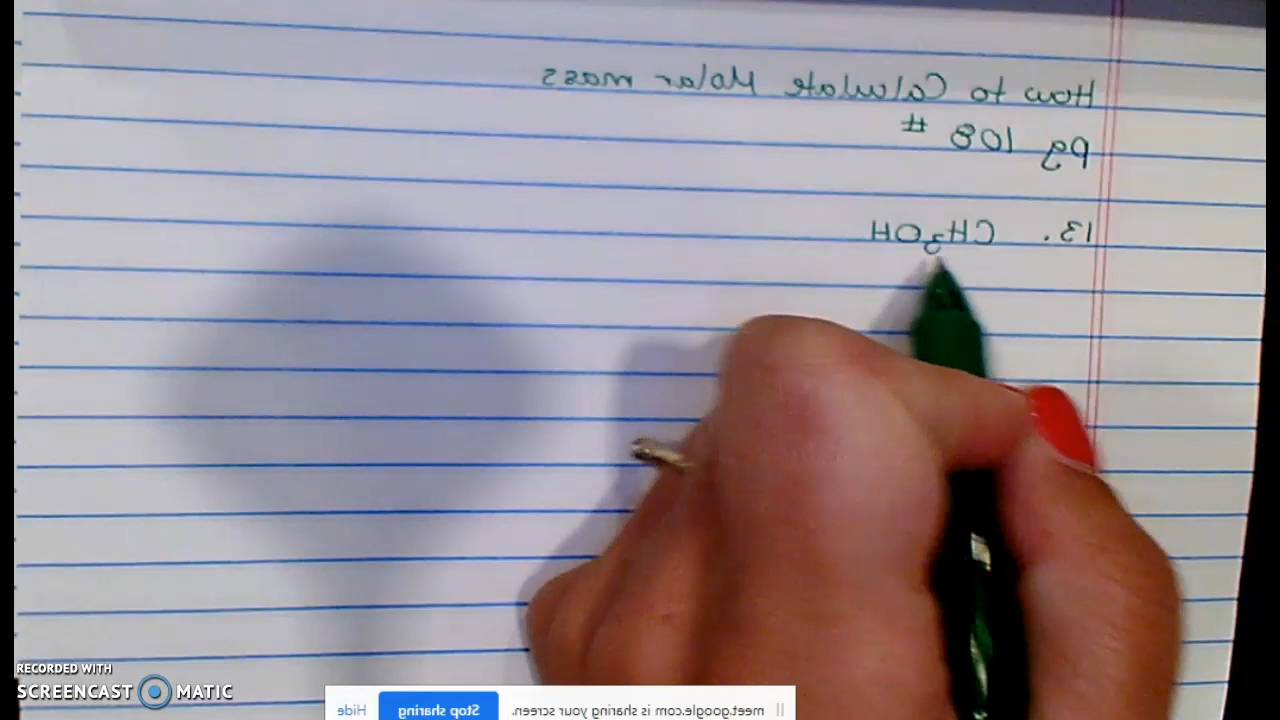 How to Calculate Molar mass
pg 108 #
13. CH₃OH
RECORDED WITH
SCREENCAST MATIC
meet.google.com is sharing your screen. Stop sharing Hide